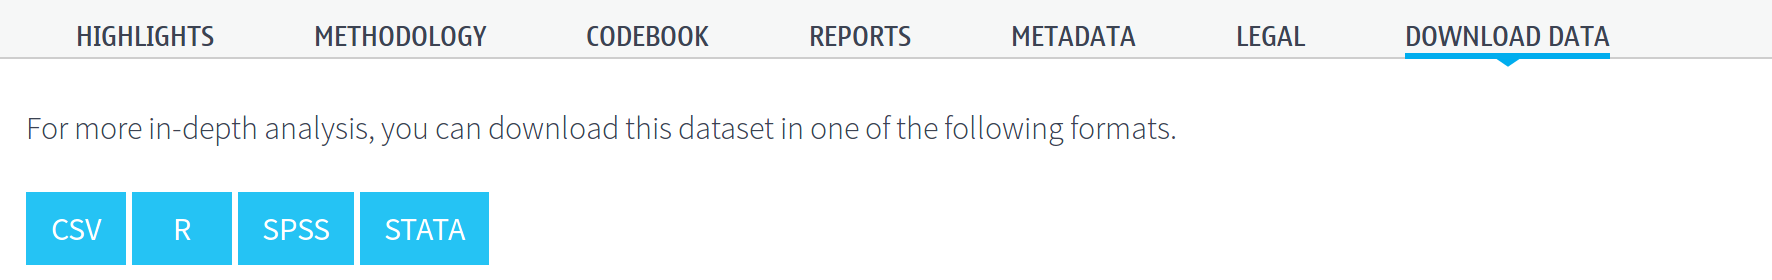 HIGHLIGHTS METHODOLOGY CODEBOOK REPORTS METADATA LEGAL DOWNLOAD DATA
For more in-depth analysis, you can download this dataset in one of the following formats.
CSV R SPSS STATA